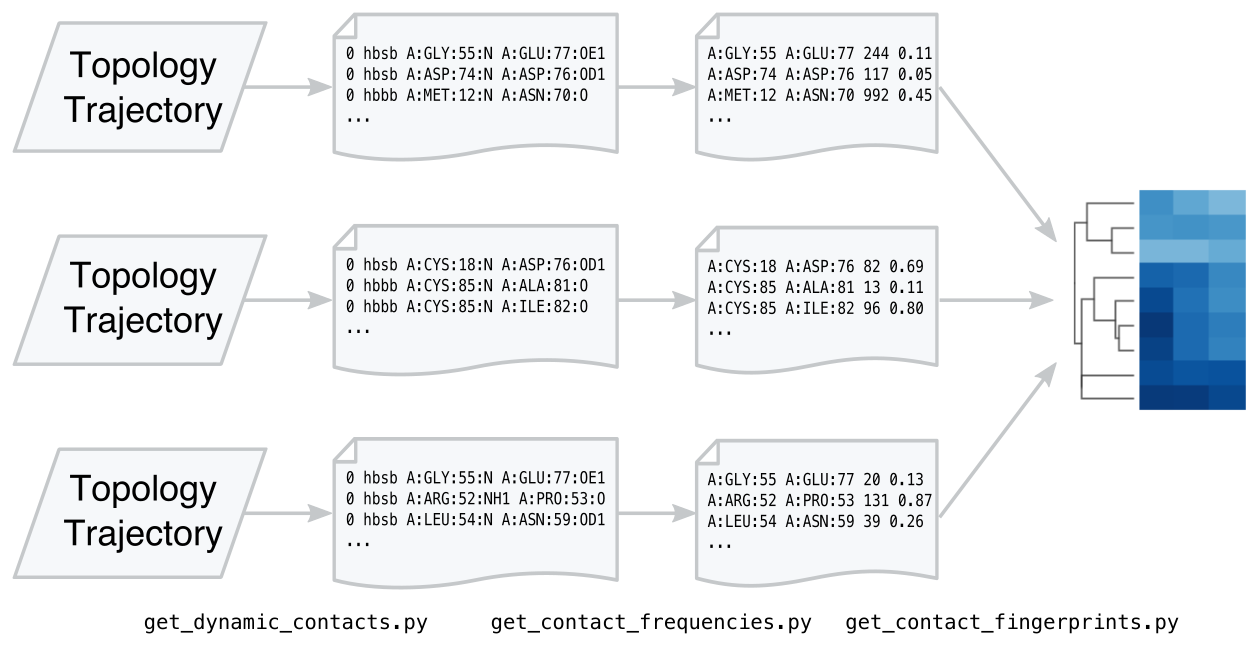 Topology
Trajectory
0 hbsb A:GLY:55:N A:GLU:77:OE1
0 hbsb A:ASP:74:N A:ASP:76:OD1
0 hbbb A:MET:12:N A:ASN:70:O
...
A:GLY:55 A:GLU:77 244 0.11
A:ASP:74 A:ASP:76 117 0.05
A:MET:12 A:ASN:70 992 0.45
...
Topology
Trajectory
0 hbsb A:CYS:18:N A:ASP:76:OD1
0 hbbb A:CYS:85:N A:ALA:81:O
0 hbbb A:CYS:85:N A:ILE:82:O
...
A:CYS:18 A:ASP:76 82 0.69
A:CYS:85 A:ALA:81 13 0.11
A:CYS:85 A:ILE:82 96 0.80
...
Topology
Trajectory
0 hbsb A:GLY:55:N A:GLU:77:OE1
0 hbsb A:ARG:52:NH1 A:PRO:53:O
0 hbsb A:LEU:54:N A:ASN:59:OD1
...
A:GLY:55 A:GLU:77 20 0.13
A:ARG:52 A:PRO:53 131 0.87
A:LEU:54 A:ASN:59 39 0.26
...
get_dynamic_contacts.py
get_contact_frequencies.py
get_contact_fingerprints.py